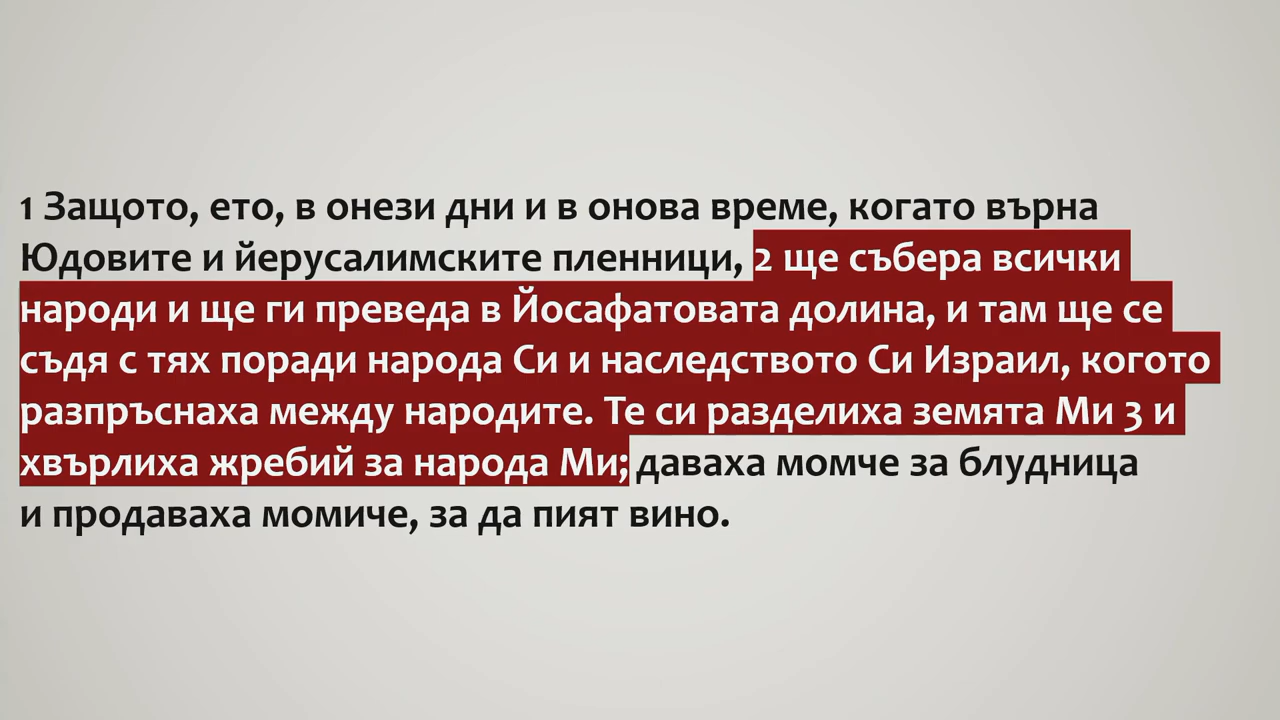 1 Защото, ето, в онези дни и в онова време, когато върна
Юдовите и йерусалимските пленници, 2 ще събера всички
народи и ще ги преведа в Йосафатовата долина, и там ще се
съдя с тях поради народа Си и наследството Си Израил, когото
разпръснаха между народите. Те си разделиха земята Ми 3 и
хвърлиха жребий за народа Ми; даваха момче за блудница
и продаваха момиче, за да пият вино.